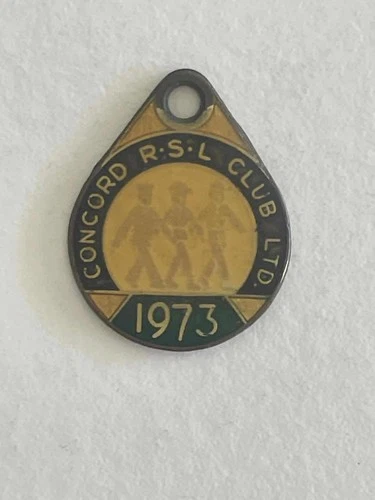 CONCORD R·S·L CLUB LTD.
1973